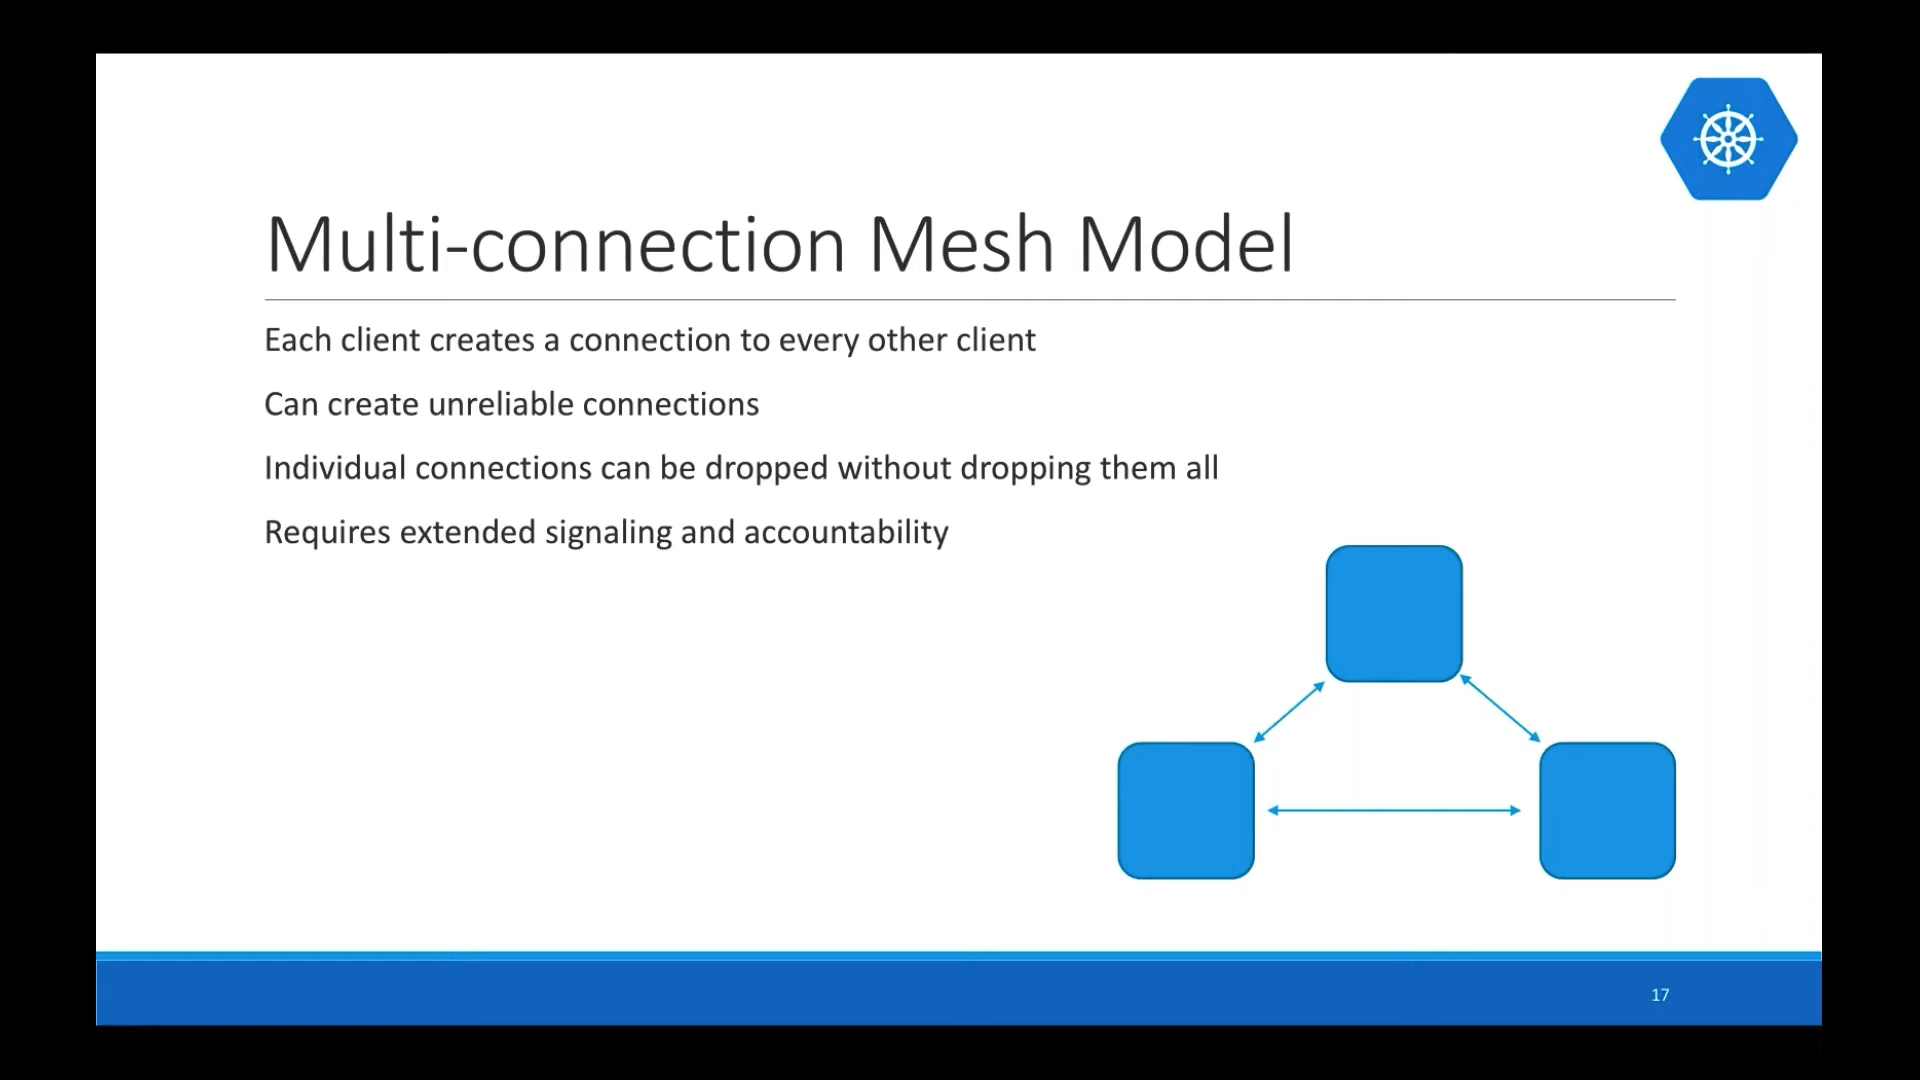 Multi-connection Mesh Model
Each client creates a connection to every other client
Can create unreliable connections
Individual connections can be dropped without dropping them all
Requires extended signaling and accountability
17